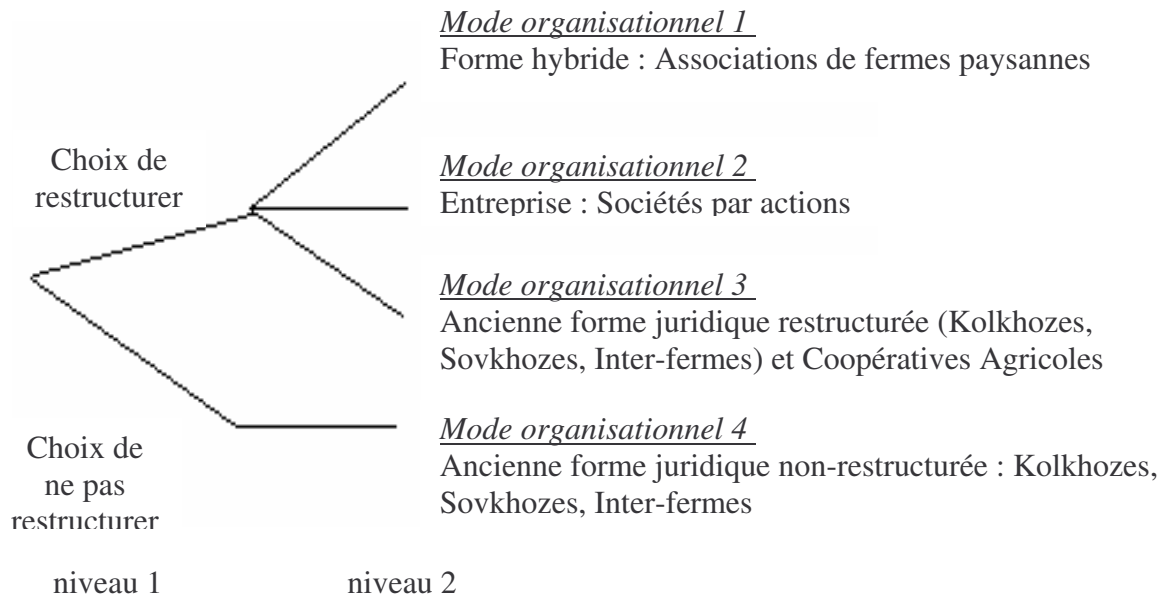 Mode organisationnel 1
Forme hybride : Associations de fermes paysannes
Choix de
restructurer
Mode organisationnel 2
Entreprise : Sociétés par actions
Mode organisationnel 3
Ancienne forme juridique restructurée (Kolkhozes,
Sovkhozes, Inter-fermes) et Coopératives Agricoles
Choix de
ne pas
restructurer
Mode organisationnel 4
Ancienne forme juridique non-restructurée : Kolkhozes,
Sovkhozes, Inter-fermes
niveau 1
niveau 2